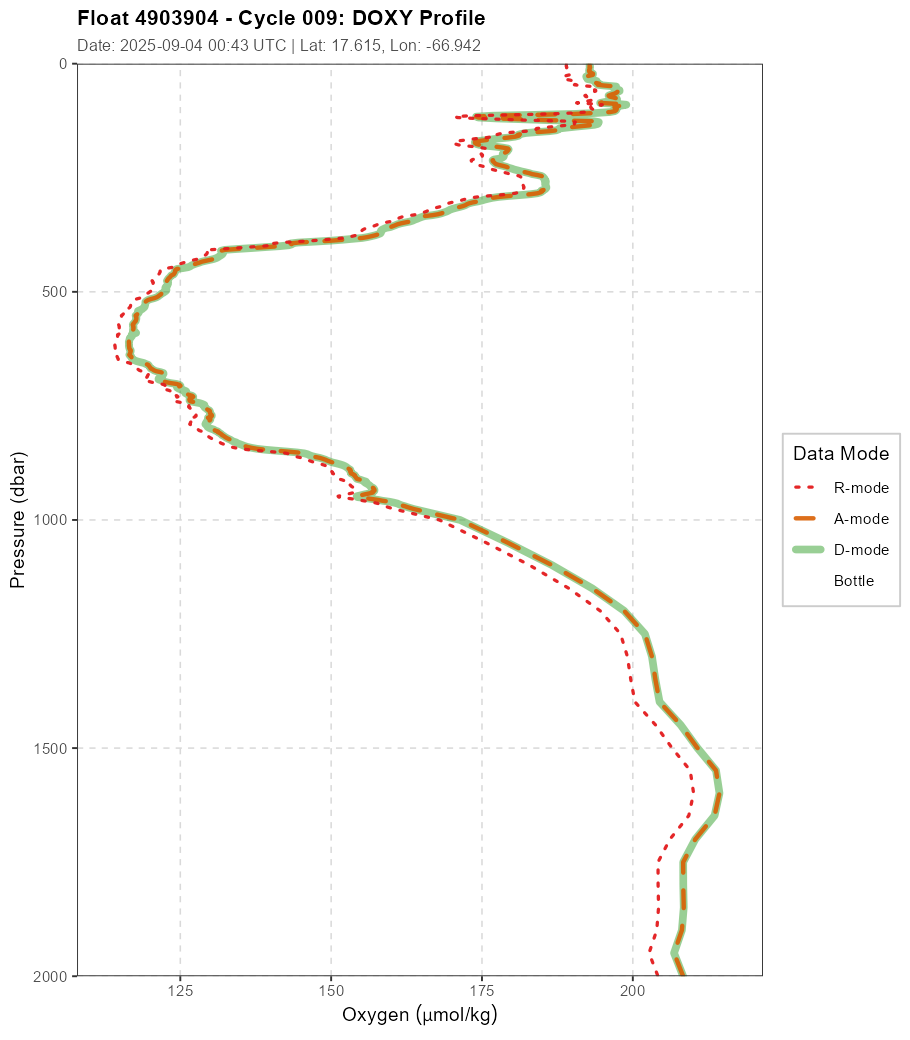 Float 4903904 - Cycle 009: DOXY Profile
Date: 2025-09-04 00:43 UTC | Lat: 17.615, Lon: -66.942
0
500
1000
1500
2000
Pressure (dbar)
125 150 175 200
Oxygen (μmol/kg)
Data Mode
R-mode
A-mode
D-mode
Bottle